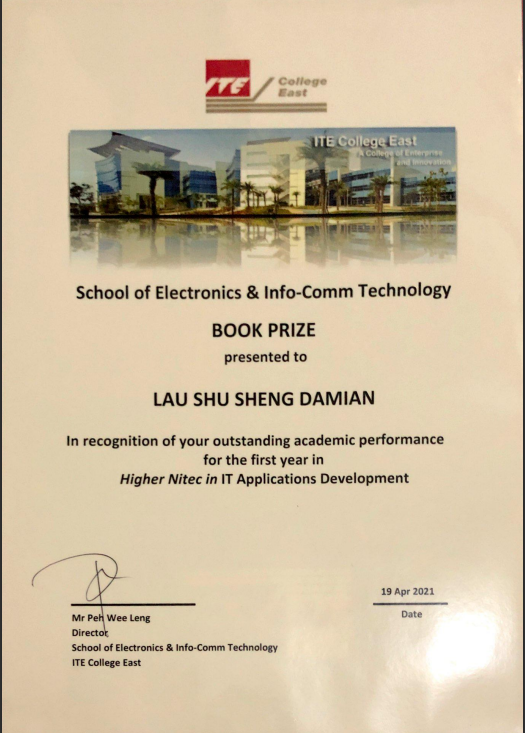 ITE College
East
ITE College East
A College of Enterprise
and Innovation
School of Electronics & Info-Comm Technology
BOOK PRIZE
presented to
LAU SHU SHENG DAMIAN
In recognition of your outstanding academic performance
for the first year in
Higher Nitec in IT Applications Development
19 Apr 2021
Date
Mr Peh Wee Leng
Director
School of Electronics & Info-Comm Technology
ITE College East